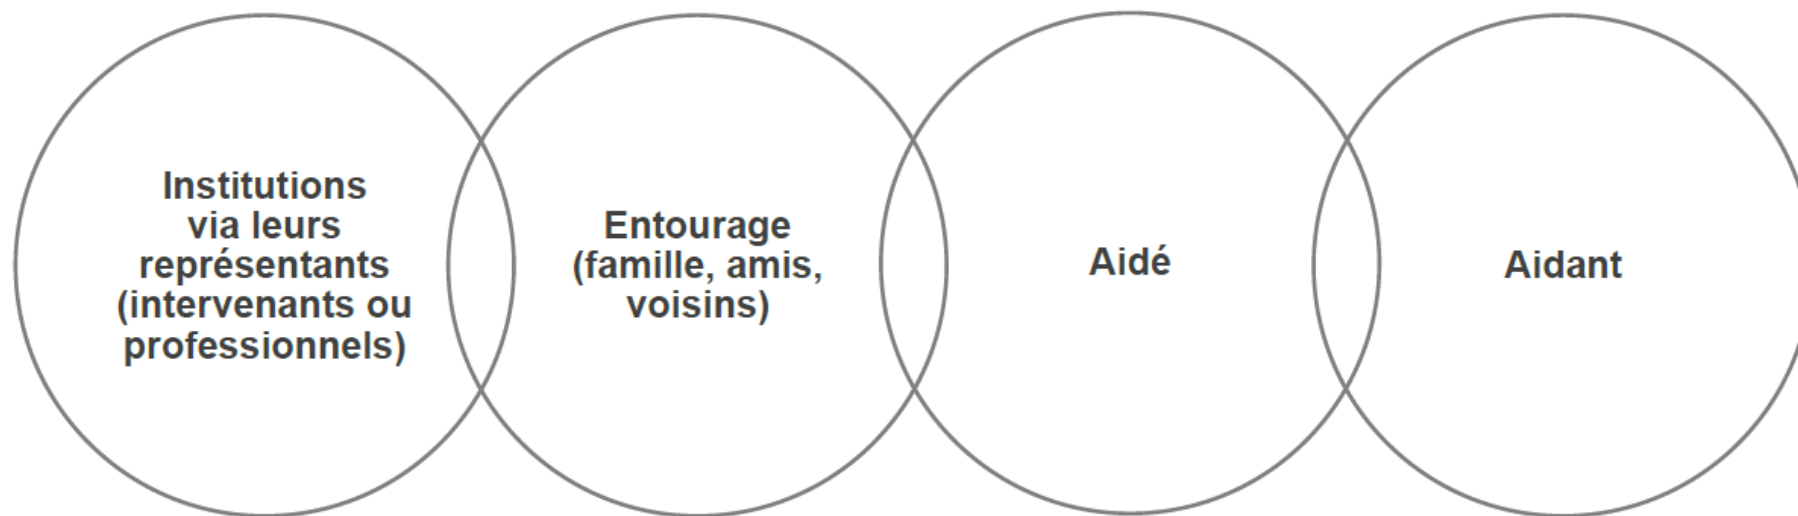 Institutions
via leurs
représentants
(intervenants ou
professionnels)
Entourage
(famille, amis,
voisins)
Aidé
Aidant